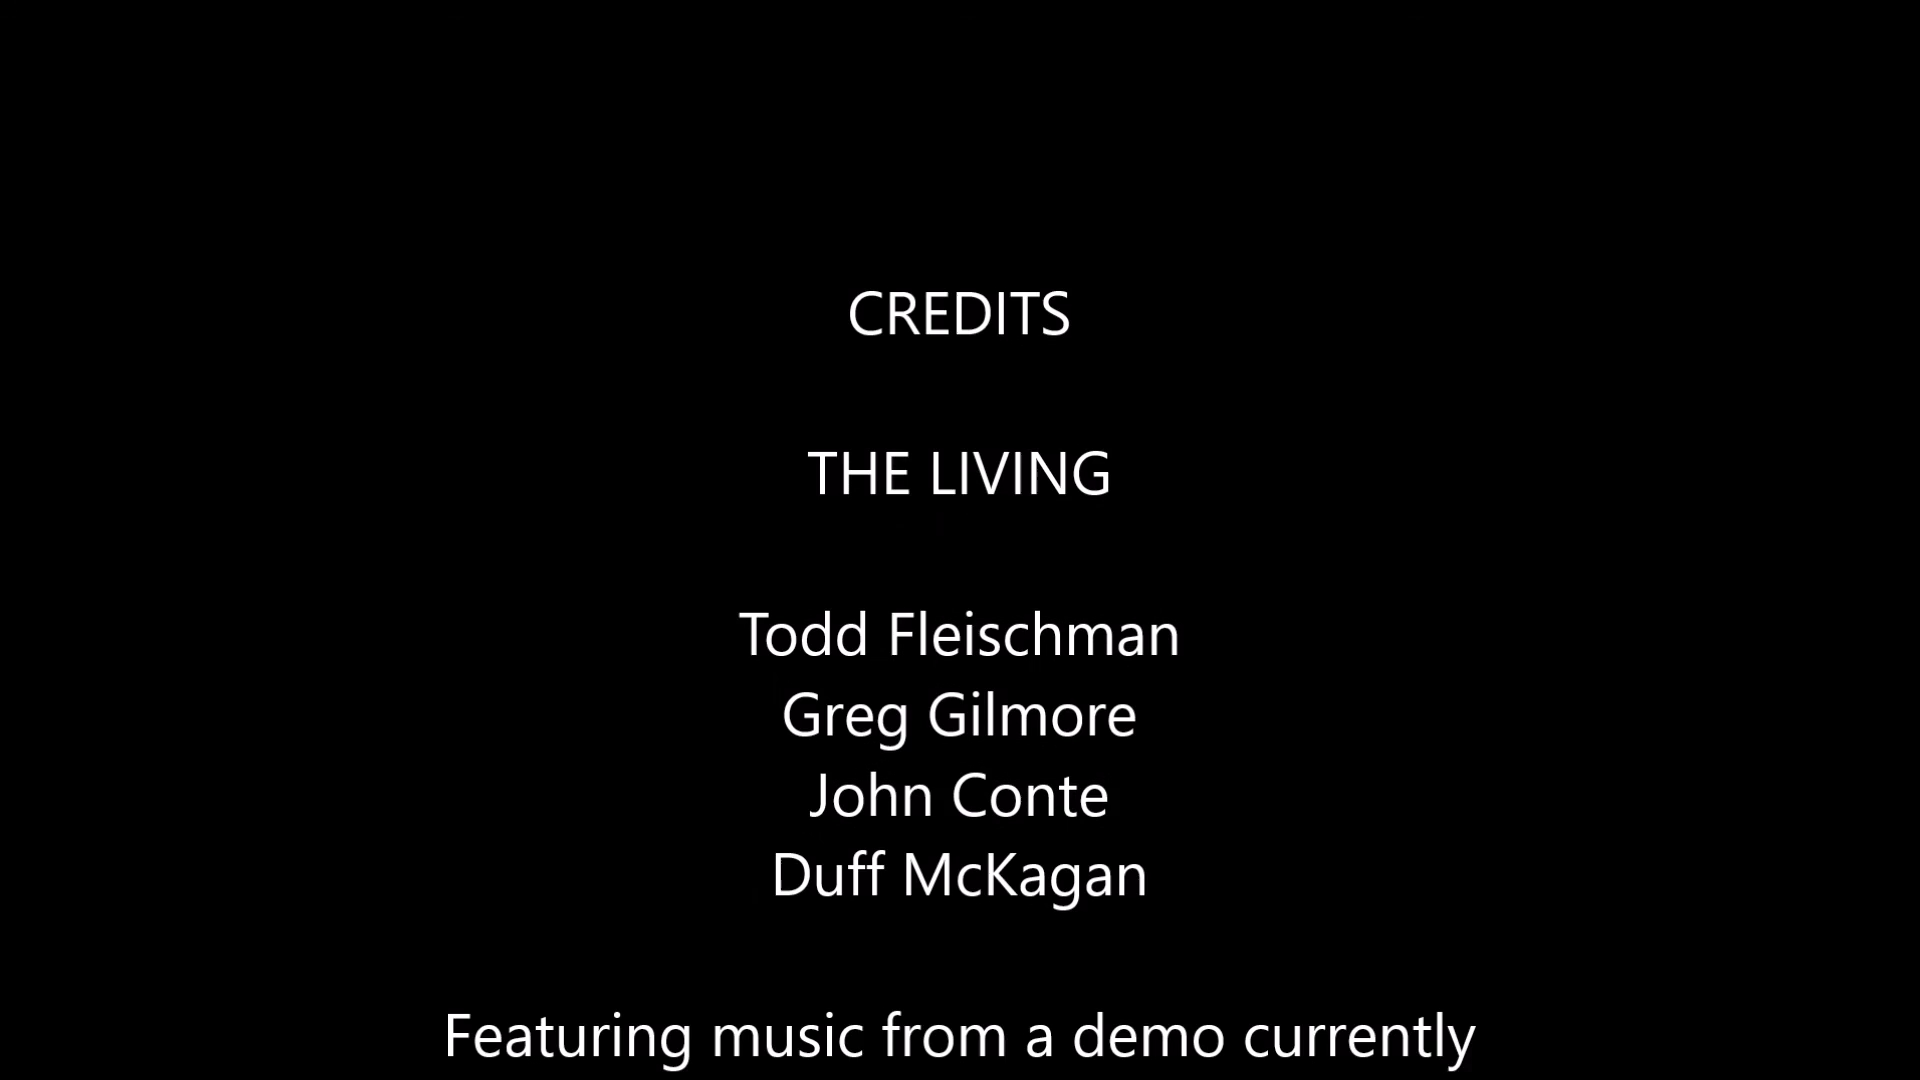 CREDITS
THE LIVING
Todd Fleischman
Greg Gilmore
John Conte
Duff McKagan
Featuring music from a demo currently